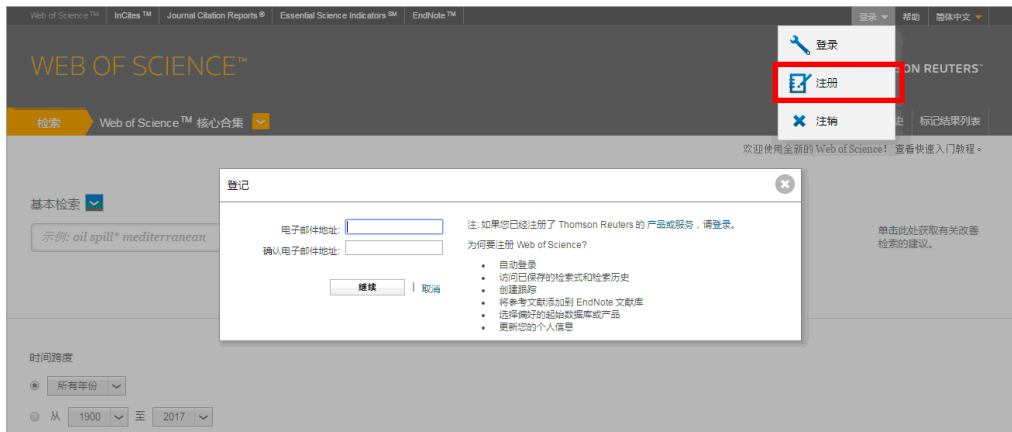 Web of Science™ InCites™ Journal Citation Reports® Essential Science Indicators℠ EndNote™ 登录 帮助 简体中文
登录
WEB OF SCIENCE™
ON REUTERS™
注册
检索 Web of Science™ 核心合集
注销 史 标记结果列表
欢迎使用全新的 Web of Science! 查看快速入门教程。
登记
基本检索
电子邮件地址:
注: 如果您已经注册了 Thomson Reuters 的 产品或服务，请登录。
示例: oil spill* mediterranean
单击此处获取有关改善
检索的建议。
确认电子邮件地址:
为何要注册 Web of Science?
• 自动登录
• 访问已保存的检索式和检索历史
继续 | 取消
• 创建跟踪
• 将参考文献添加到 EndNote 文献库
• 选择偏好的起始数据库或产品
• 更新您的个人信息
时间跨度
所有年份
从 1900 至 2017